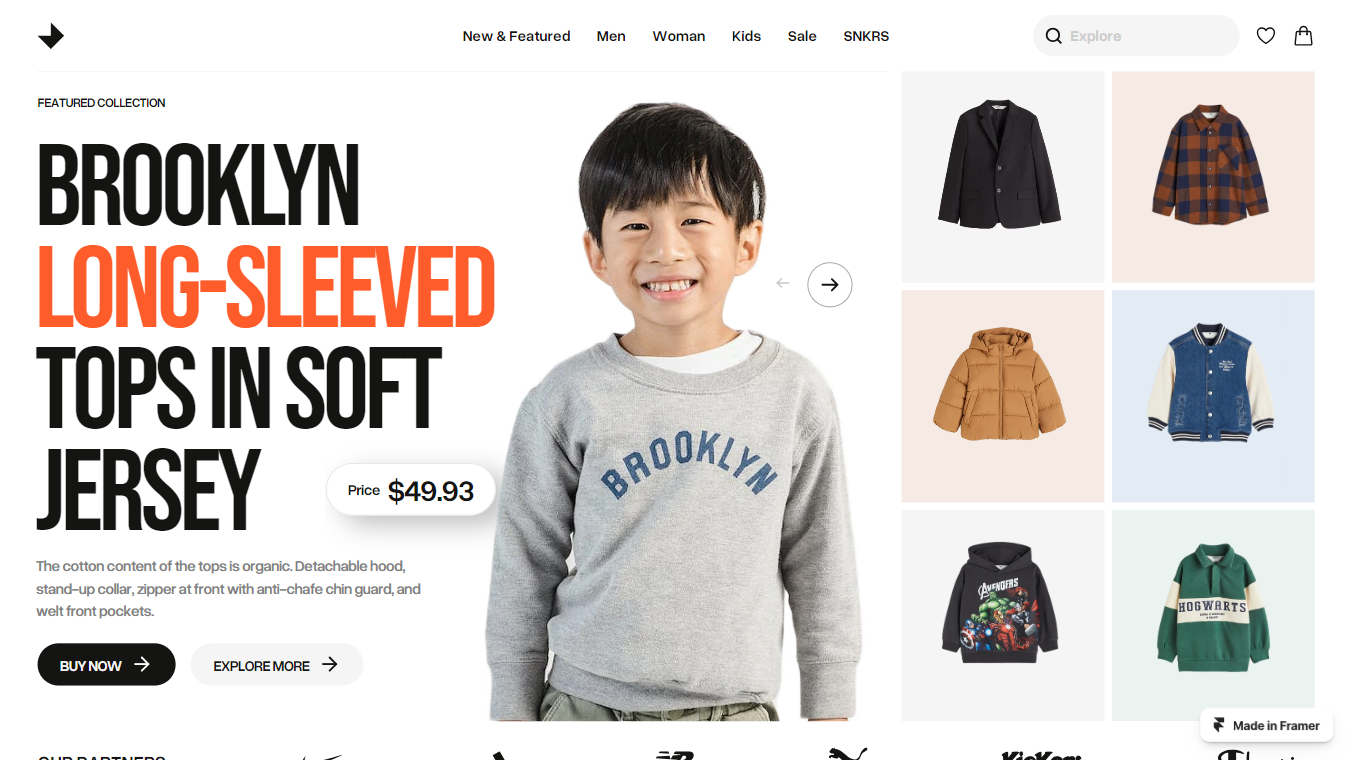 New & Featured
Men
Woman
Kids
Sale
SNKRS
Explore
FEATURED COLLECTION
BROOKLYN
LONG-SLEEVED
TOPS IN SOFT
JERSEY
Price $49.93
BROOKLYN
The cotton content of the tops is organic. Detachable hood,
stand-up collar, zipper at front with anti-chafe chin guard, and
welt front pockets.
BUY NOW
EXPLORE MORE
AVENGERS
HOGWARTS
Made in Framer
OUR PARTNERS